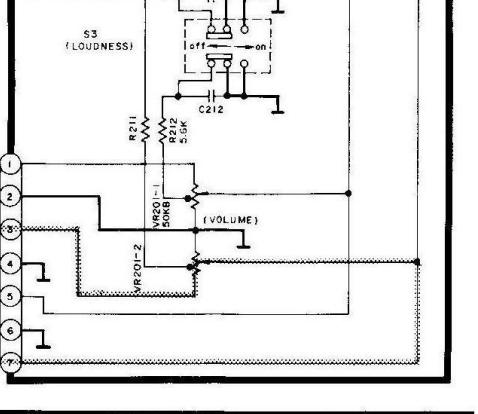 S3
(LOUDNESS)
off on
C212
R211
R212
5.6K
1
2
3
4
5
6
7
VR201-1
50KB
(VOLUME)
VR201-2